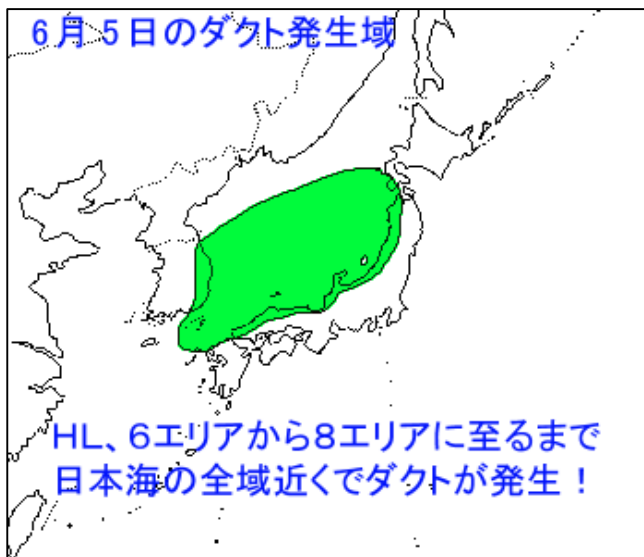 6月5日のダクト発生域
HL、6エリアから8エリアに至るまで
日本海の全域近くでダクトが発生！